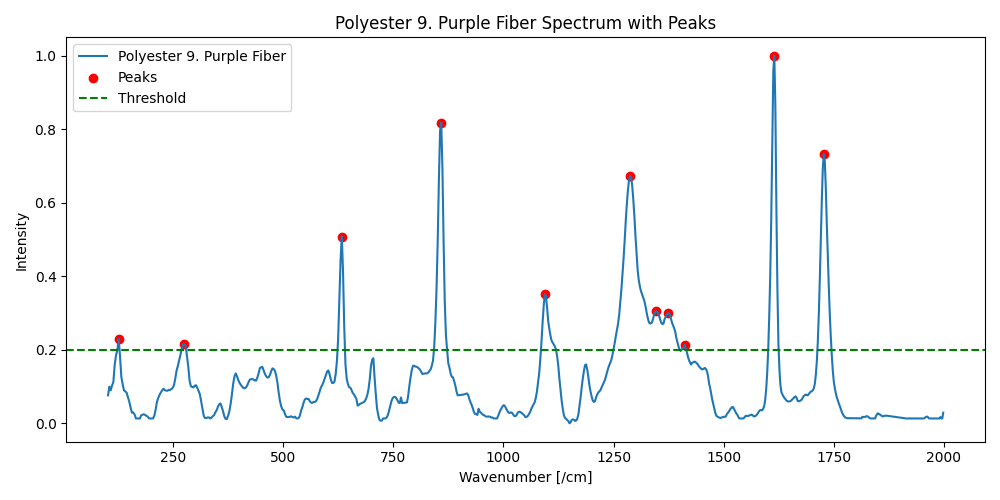 Polyester 9. Purple Fiber Spectrum with Peaks
Polyester 9. Purple Fiber
Peaks
Threshold
1.0
0.8
0.6
0.4
0.2
0.0
Intensity
250
500
750
1000
1250
1500
1750
2000
Wavenumber [/cm]